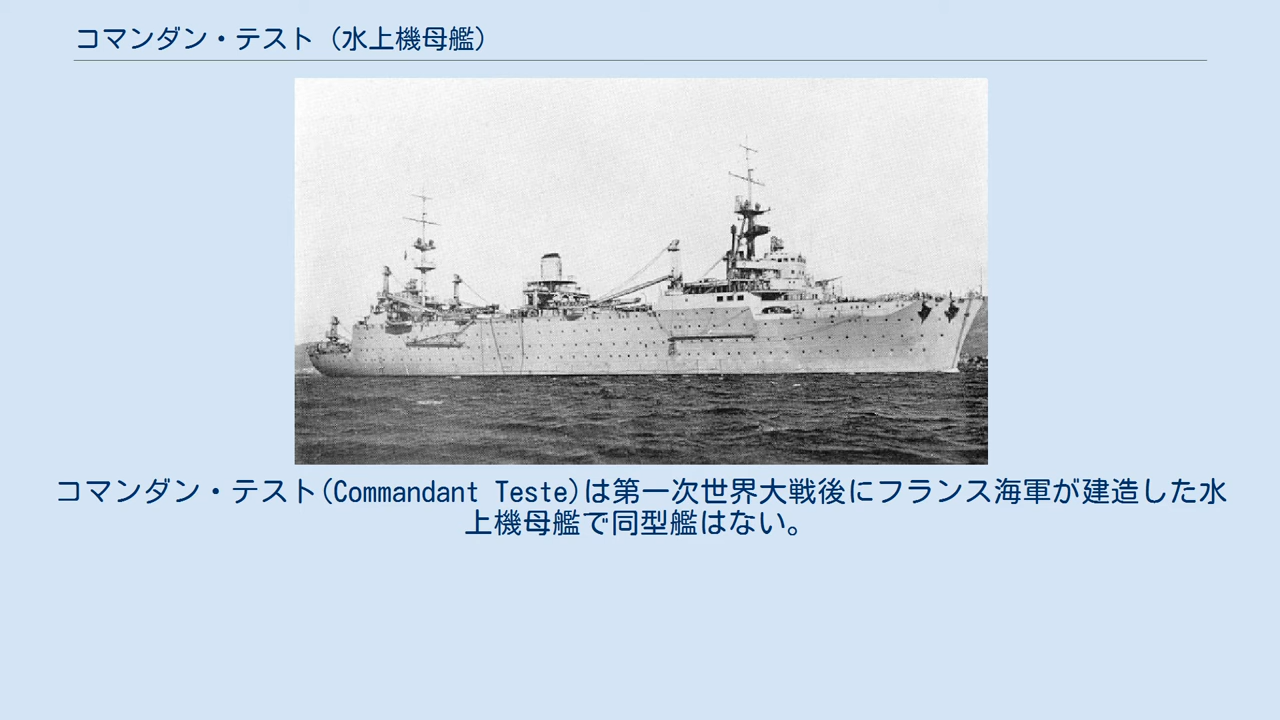 コマンダン・テスト（水上機母艦）
コマンダン・テスト(Commandant Teste)は第一次世界大戦後にフランス海軍が建造した水
上機母艦で同型艦はない。